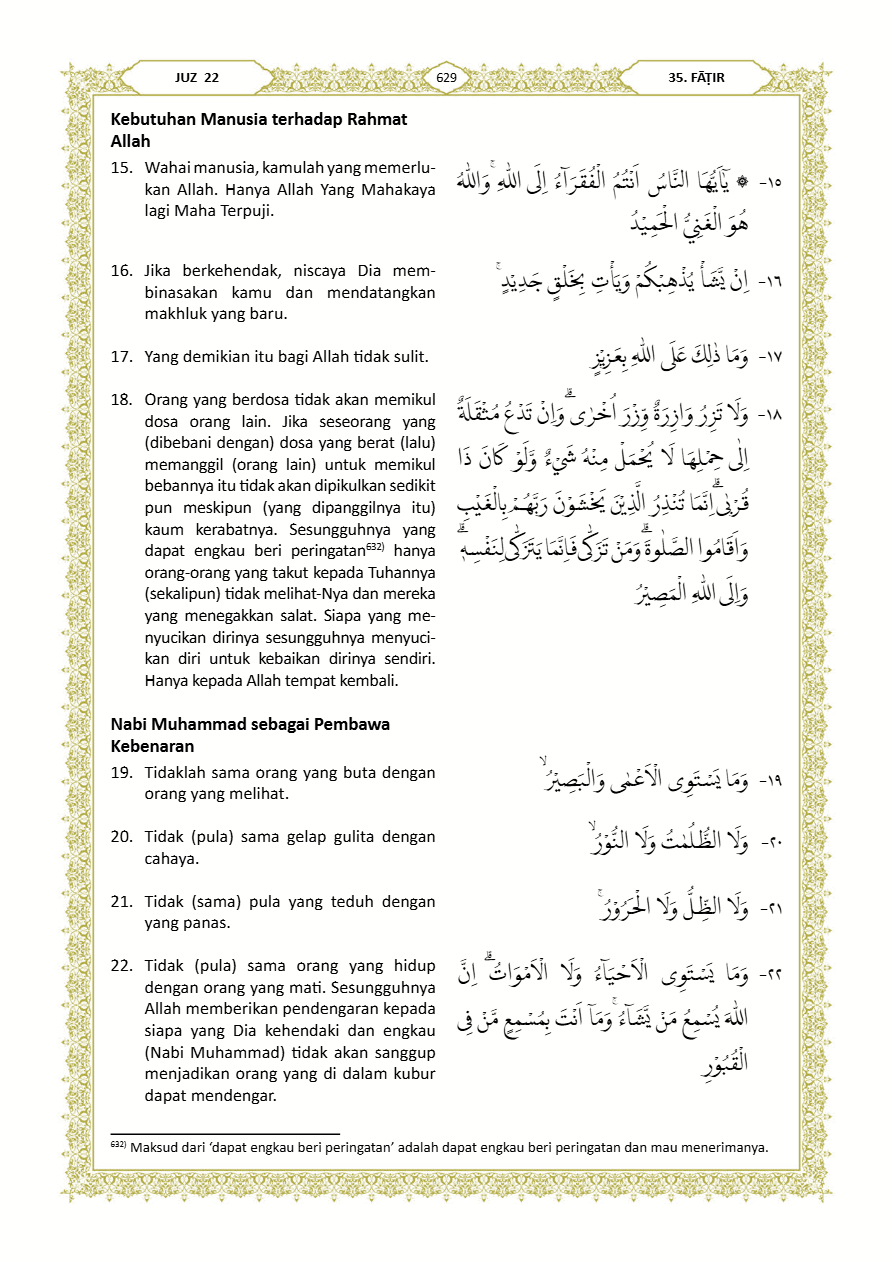 JUZ 22
629
35. FĀṬIR
Kebutuhan Manusia terhadap Rahmat
Allah
15. Wahai manusia, kamulah yang memerlu-
kan Allah. Hanya Allah Yang Mahakaya
lagi Maha Terpuji.
١٥- ۞ يٰٓاَيُّهَا النَّاسُ اَنْتُمُ الْفُقَرَاۤءُ اِلَى اللّٰهِ ۚوَاللّٰهُ
هُوَ الْغَنِيُّ الْحَمِيْدُ
16. Jika berkehendak, niscaya Dia mem-
binasakan kamu dan mendatangkan
makhluk yang baru.
١٦- اِنْ يَّشَأْ يُذْهِبْكُمْ وَيَأْتِ بِخَلْقٍ جَدِيْدٍۚ
17. Yang demikian itu bagi Allah tidak sulit.
١٧- وَمَا ذٰلِكَ عَلَى اللّٰهِ بِعَزِيْزٍ
18. Orang yang berdosa tidak akan memikul
dosa orang lain. Jika seseorang yang
(dibebani dengan) dosa yang berat (lalu)
memanggil (orang lain) untuk memikul
bebannya itu tidak akan dipikulkan sedikit
pun meskipun (yang dipanggilnya itu)
kaum kerabatnya. Sesungguhnya yang
dapat engkau beri peringatan⁶³²⁾ hanya
orang-orang yang takut kepada Tuhannya
(sekalipun) tidak melihat-Nya dan mereka
yang menegakkan salat. Siapa yang me-
nyucikan dirinya sesungguhnya menyuci-
kan diri untuk kebaikan dirinya sendiri.
Hanya kepada Allah tempat kembali.
١٨- وَلَا تَزِرُ وَازِرَةٌ وِّزْرَ اُخْرٰى ۗوَاِنْ تَدْعُ مُثْقَلَةٌ
اِلٰى حِمْلِهَا لَا يُحْمَلْ مِنْهُ شَيْءٌ وَّلَوْ كَانَ ذَا
قُرْبٰىۗ اِنَّمَا تُنْذِرُ الَّذِيْنَ يَخْشَوْنَ رَبَّهُمْ بِالْغَيْبِ
وَاَقَامُوا الصَّلٰوةَ ۗوَمَنْ تَزَكّٰى فَاِنَّمَا يَتَزَكّٰى لِنَفْسِهٖ ۗ
وَاِلَى اللّٰهِ الْمَصِيْرُ
Nabi Muhammad sebagai Pembawa
Kebenaran
19. Tidaklah sama orang yang buta dengan
orang yang melihat.
١٩- وَمَا يَسْتَوِى الْاَعْمٰى وَالْبَصِيْرُ ۙ
20. Tidak (pula) sama gelap gulita dengan
cahaya.
٢٠- وَلَا الظُّلُمٰتُ وَلَا النُّوْرُۙ
21. Tidak (sama) pula yang teduh dengan
yang panas.
٢١- وَلَا الظِّلُّ وَلَا الْحَرُوْرُۚ
22. Tidak (pula) sama orang yang hidup
dengan orang yang mati. Sesungguhnya
Allah memberikan pendengaran kepada
siapa yang Dia kehendaki dan engkau
(Nabi Muhammad) tidak akan sanggup
menjadikan orang yang di dalam kubur
dapat mendengar.
٢٢- وَمَا يَسْتَوِى الْاَحْيَاۤءُ وَلَا الْاَمْوَاتُۗ اِنَّ
اللّٰهَ يُسْمِعُ مَنْ يَّشَاۤءُ ۚوَمَآ اَنْتَ بِمُسْمِعٍ مَّنْ فِى
الْقُبُوْرِ
⁶³²⁾ Maksud dari ‘dapat engkau beri peringatan’ adalah dapat engkau beri peringatan dan mau menerimanya.